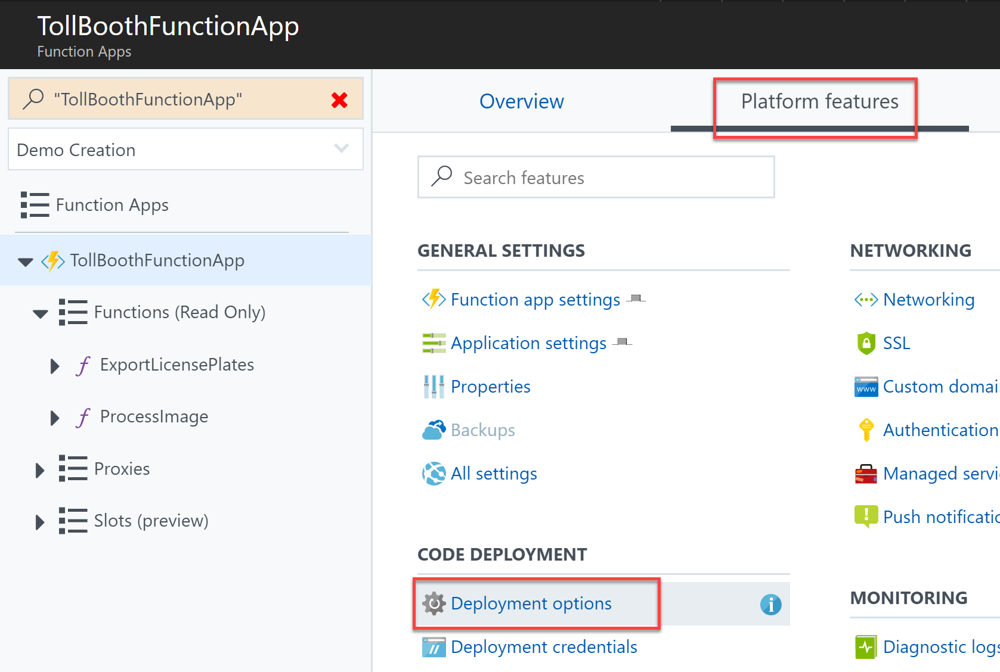 TollBoothFunctionApp
Function Apps
"TollBoothFunctionApp"
Demo Creation
Function Apps
TollBoothFunctionApp
Functions (Read Only)
ExportLicensePlates
ProcessImage
Proxies
Slots (preview)
Overview
Platform features
Search features
GENERAL SETTINGS
Function app settings
Application settings
Properties
Backups
All settings
CODE DEPLOYMENT
Deployment options
Deployment credentials
NETWORKING
Networking
SSL
www
Custom domai
Authentication
Managed servi
Push notificatio
MONITORING
Diagnostic logs